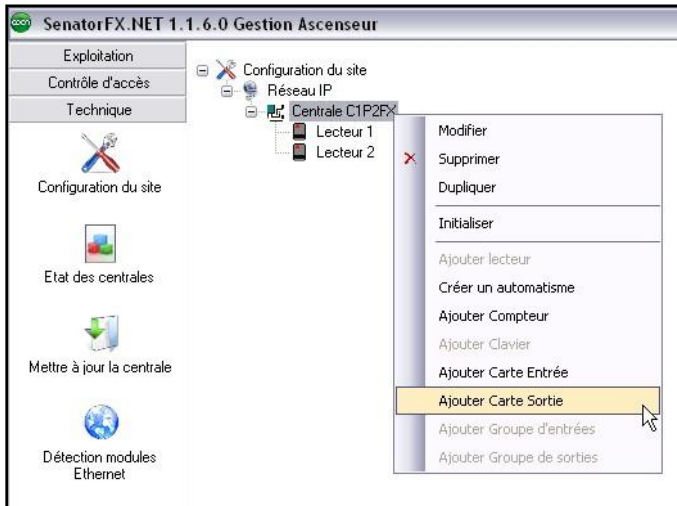 SenatorFX.NET 1.1.6.0 Gestion Ascenseur
Exploitation
Contrôle d'accès
Technique
Configuration du site
Etat des centrales
Mettre à jour la centrale
Détection modules
Ethernet
Configuration du site
Réseau IP
Centrale C1P2FX
Lecteur 1
Lecteur 2
Modifier
Supprimer
Dupliquer
Initialiser
Ajouter lecteur
Créer un automatisme
Ajouter Compteur
Ajouter Clavier
Ajouter Carte Entrée
Ajouter Carte Sortie
Ajouter Groupe d'entrées
Ajouter Groupe de sorties